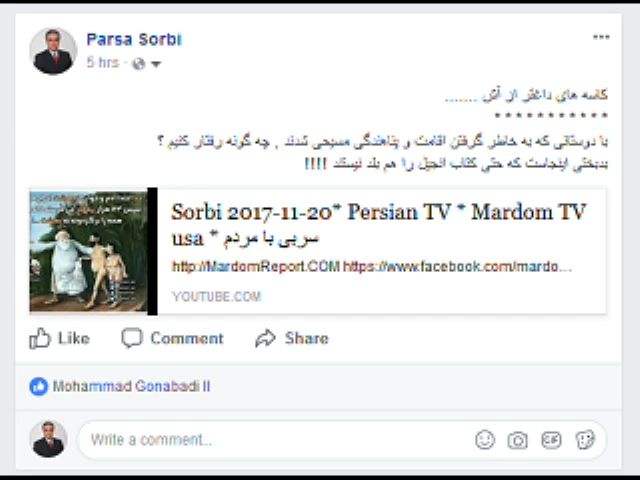 Parsa Sorbi
5 hrs
کاسه های داغتر از آش .......
* * * * * * * * * * *
با دوستانی که به خاطر گرفتن اقامت و پناهندگی مسیحی شدند , چه گونه رفتار کنیم ؟
بدبختی اینجاست که حتی کتاب انجیل را هم بلد نیستند !!!!
Sorbi 2017-11-20* Persian TV * Mardom TV
usa * سربی با مردم
http://MardomReport.COM https://www.facebook.com/mardo...
YOUTUBE.COM
Like Comment Share
Mohammad Gonabadi II
Write a comment...
GIF